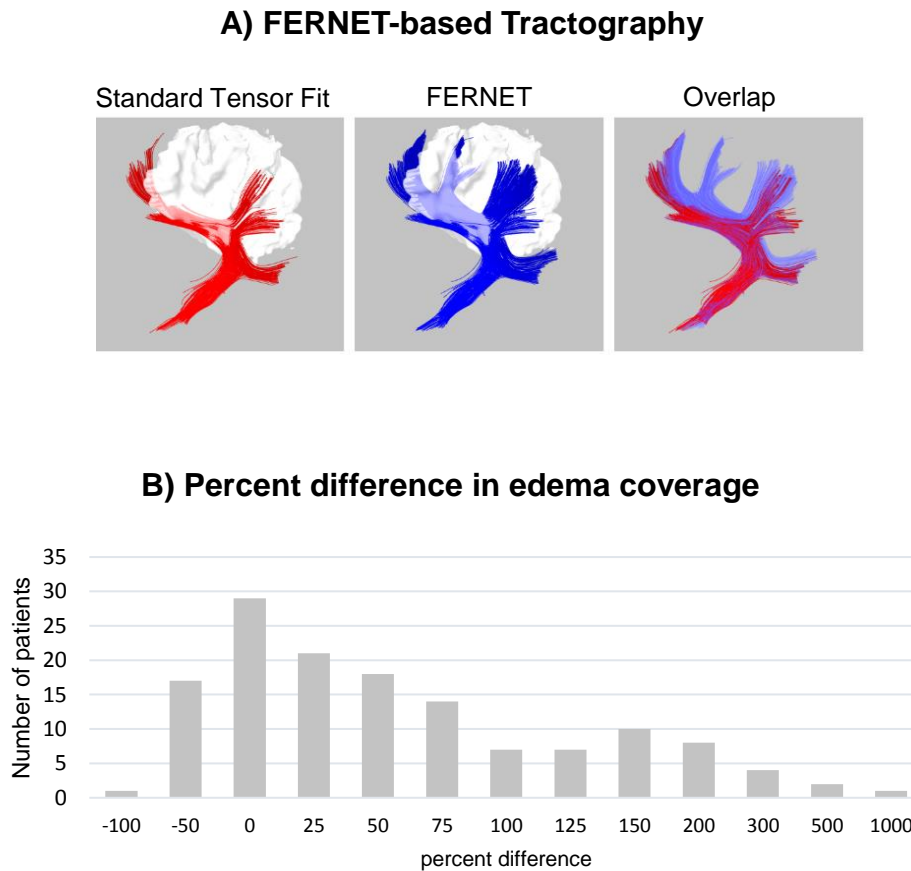 A) FERNET-based Tractography
Standard Tensor Fit FERNET Overlap
B) Percent difference in edema coverage
Number of patients
35
30
25
20
15
10
5
0
-100 -50 0 25 50 75 100 125 150 200 300 500 1000
percent difference